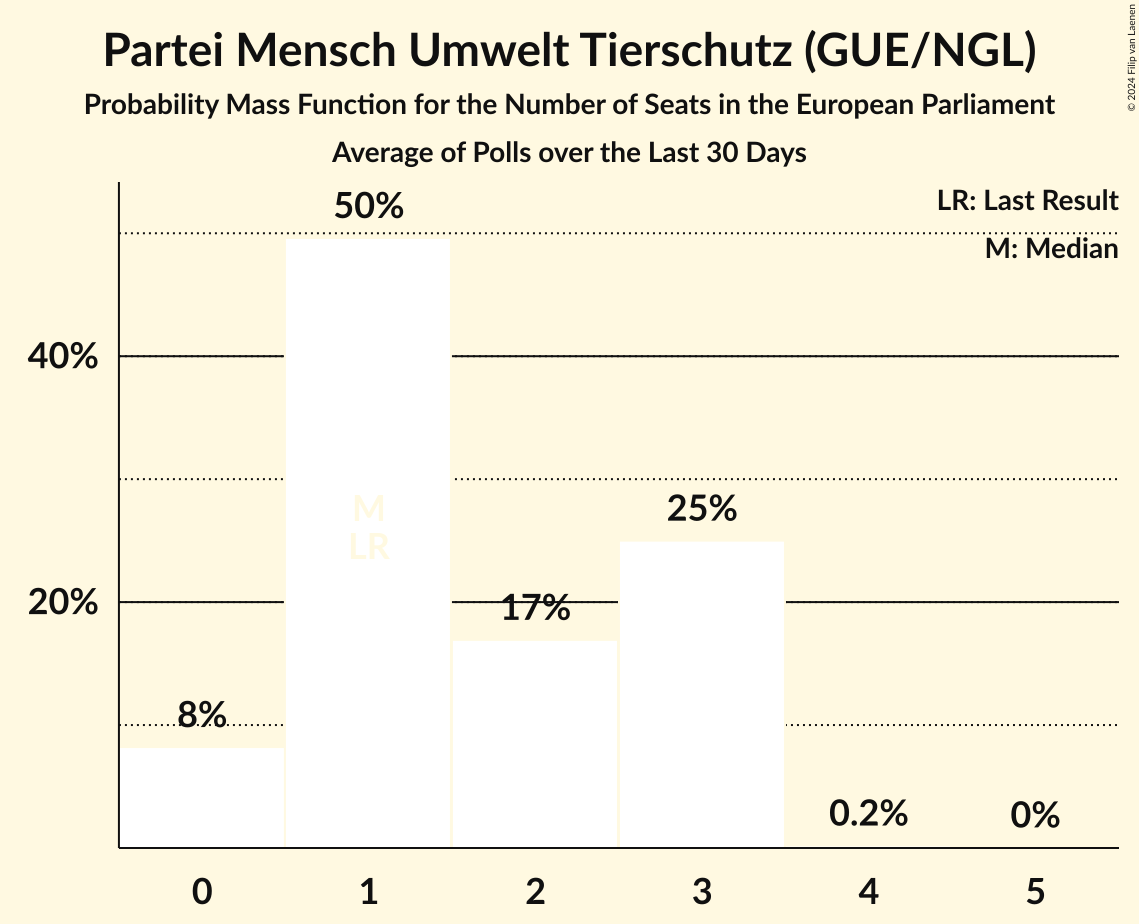 Partei Mensch Umwelt Tierschutz (GUE/NGL)
Probability Mass Function for the Number of Seats in the European Parliament
Average of Polls over the Last 30 Days
© 2024 Filip van Laenen
LR: Last Result
M: Median
50%
40%
M
LR
25%
20%
17%
8%
0.2%
0%
0 1 2 3 4 5